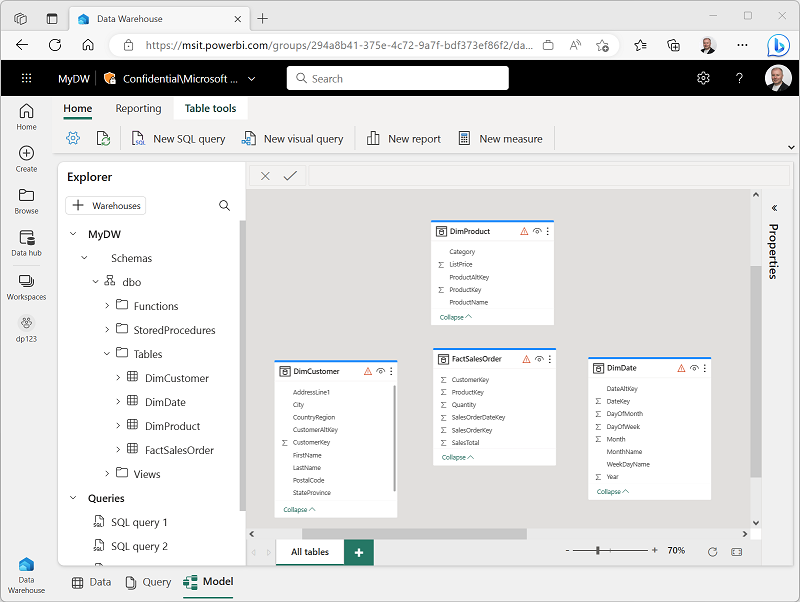 Data Warehouse
https://msit.powerbi.com/groups/294a8b41-375e-4c72-9a7f-bdf373ef86f2/da...
MyDW
Confidential\Microsoft ...
Search
Home
Reporting
Table tools
New SQL query
New visual query
New report
New measure
Home
Create
Browse
Data hub
Workspaces
dp123
Data
Warehouse
Explorer
Warehouses
MyDW
Schemas
dbo
Functions
StoredProcedures
Tables
DimCustomer
DimDate
DimProduct
FactSalesOrder
Views
Queries
SQL query 1
SQL query 2
DimProduct
Category
ListPrice
ProductAltKey
ProductKey
ProductName
Collapse
DimCustomer
AddressLine1
City
CountryRegion
CustomerAltKey
CustomerKey
FirstName
LastName
PostalCode
StateProvince
Collapse
FactSalesOrder
CustomerKey
ProductKey
Quantity
SalesOrderDateKey
SalesOrderKey
SalesTotal
Collapse
DimDate
DateAltKey
DateKey
DayOfMonth
DayOfWeek
Month
MonthName
WeekDayName
Year
Collapse
Properties
All tables
70%
Data
Query
Model